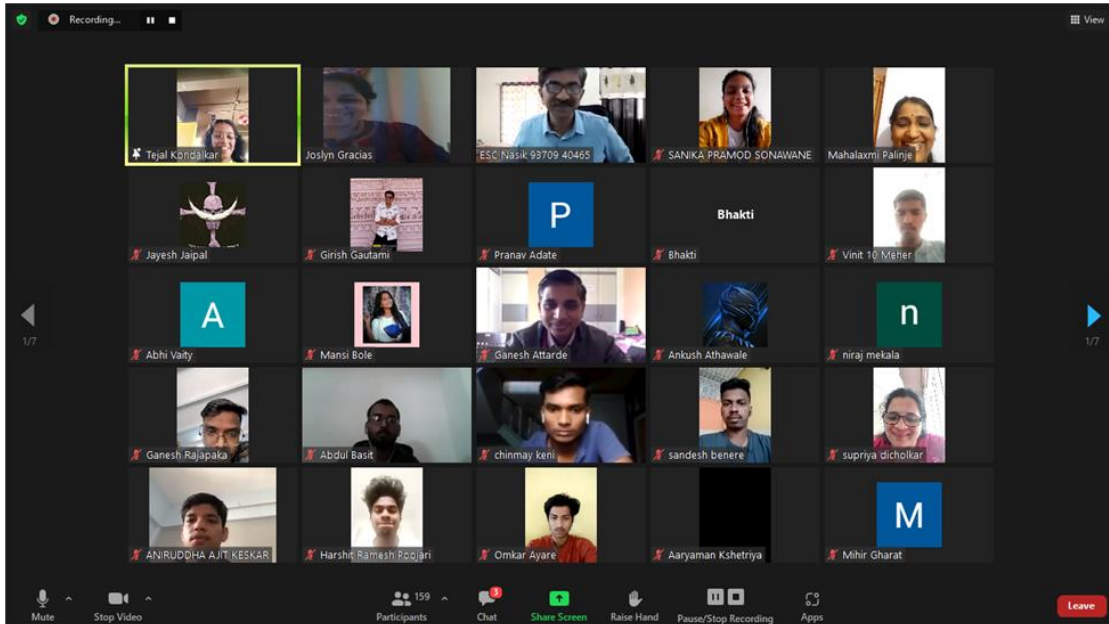 Recording...
View
Tejal Kondalkar
Joslyn Gracias
ESC Nasik 93709 40465
SANIKA PRAMOD SONAWANE
Mahalaxmi Palinje
Jayesh Jaipal
Girish Gautami
P
Pranav Adate
Bhakti
Bhakti
Vinit 10 Meher
A
Abhi Vaity
Mansi Bole
Ganesh Attarde
Ankush Athawale
n
niraj mekala
1/7
1/7
Ganesh Rajapaka
Abdul Basit
chinmay keni
sandesh benere
supriya dicholkar
ANIRUDDHA AJIT KESKAR
Harshit Ramesh Poojari
Omkar Ayare
Aaryaman Kshetriya
M
Mihir Gharat
Mute
Stop Video
159
Participants
3
Chat
Share Screen
Raise Hand
Pause/Stop Recording
Apps
Leave